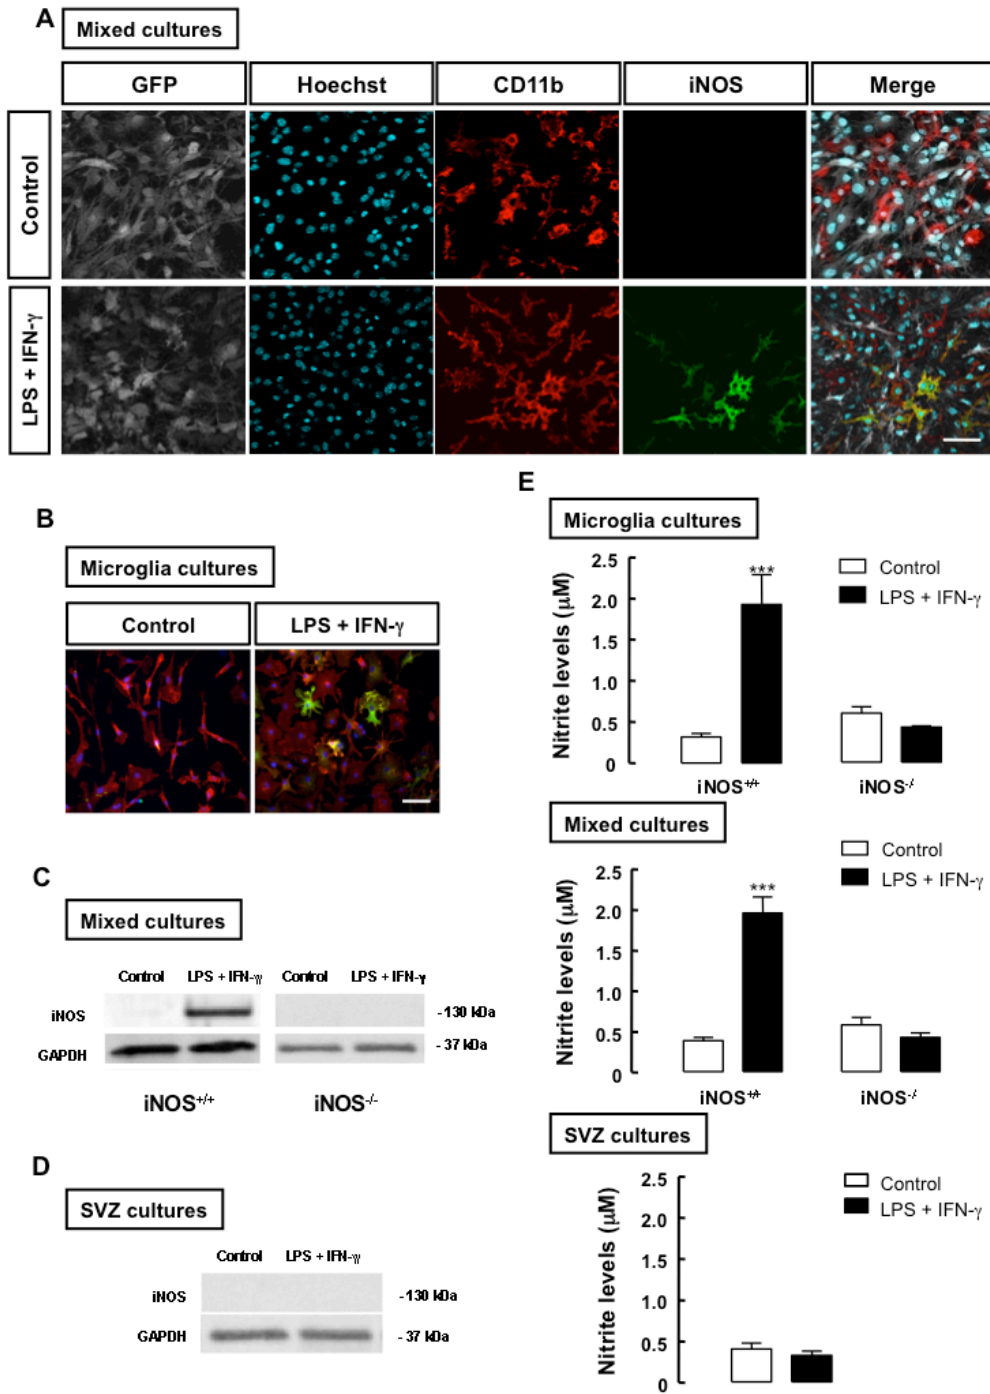 A
Mixed cultures
GFP Hoechst CD11b iNOS Merge
Control
LPS + IFN-γ
B
Microglia cultures
Control LPS + IFN-γ
C
Mixed cultures
Control LPS + IFN-γ Control LPS + IFN-γ
iNOS - 130 kDa
GAPDH - 37 kDa
iNOS+/+ iNOS-/-
D
SVZ cultures
Control LPS + IFN-γ
iNOS - 130 kDa
GAPDH - 37 kDa
E
Microglia cultures
Nitrite levels (μM)
2.5
2.0
1.5
1.0
0.5
0
***
Control
LPS + IFN-γ
iNOS+/+ iNOS-/-
Mixed cultures
Nitrite levels (μM)
2.5
2.0
1.5
1.0
0.5
0
***
Control
LPS + IFN-γ
iNOS+/+ iNOS-/-
SVZ cultures
Nitrite levels (μM)
2.5
2.0
1.5
1.0
0.5
0
Control
LPS + IFN-γ